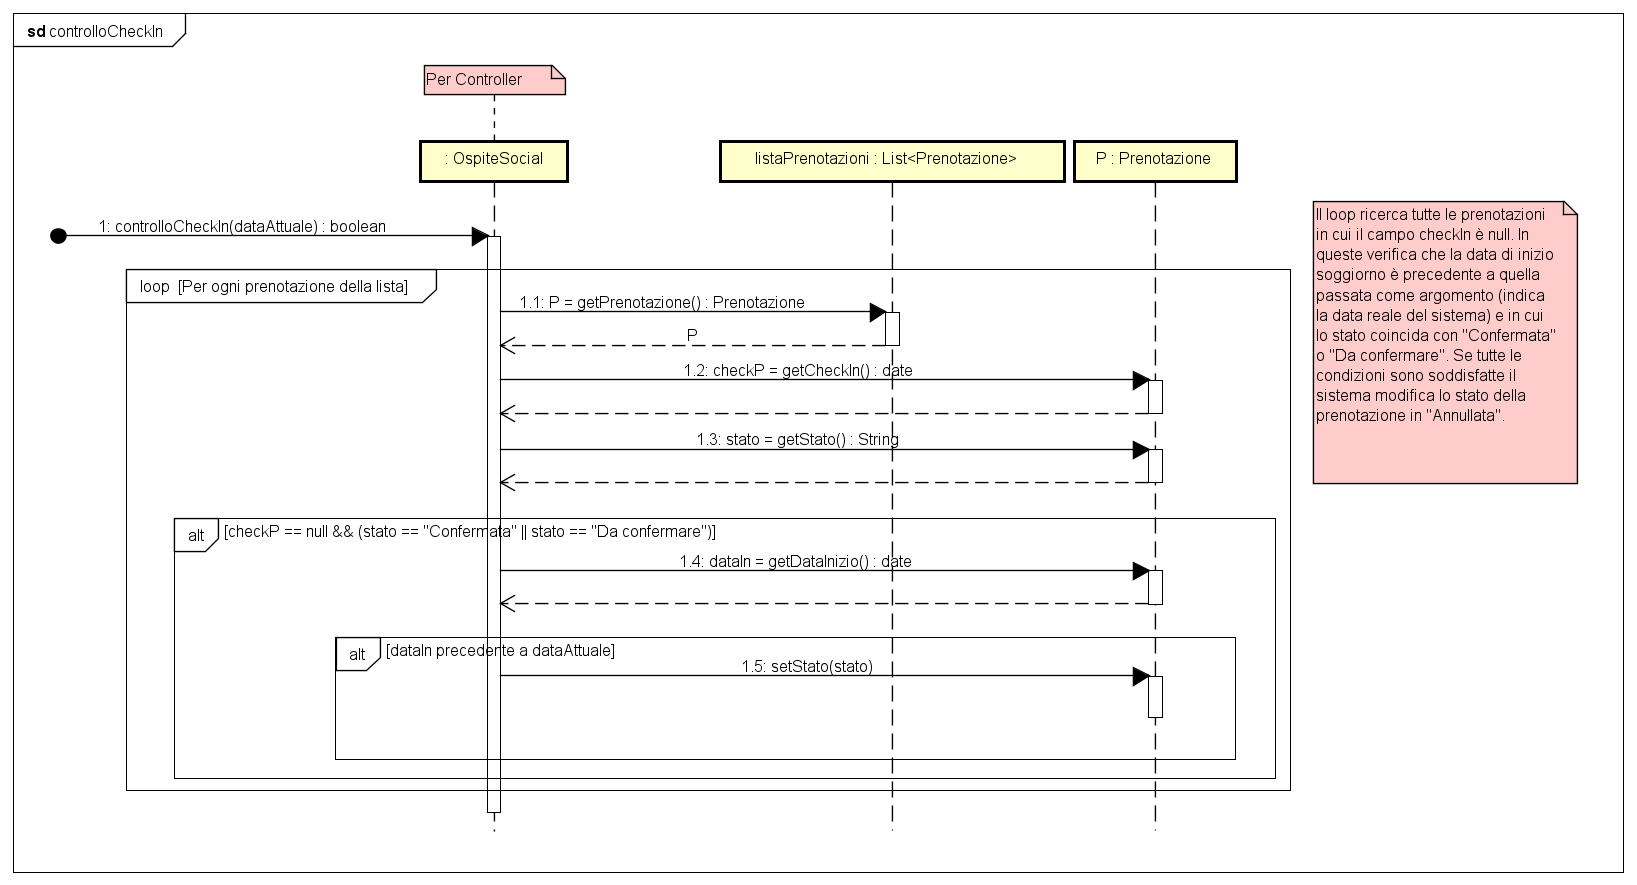 sd controlloCheckIn
Per Controller
: OspiteSocial
listaPrenotazioni : List<Prenotazione>
P : Prenotazione
1: controlloCheckIn(dataAttuale) : boolean
Il loop ricerca tutte le prenotazioni
in cui il campo checkIn è null. In
queste verifica che la data di inizio
soggiorno è precedente a quella
passata come argomento (indica
la data reale del sistema) e in cui
lo stato coincida con "Confermata"
o "Da confermare". Se tutte le
condizioni sono soddisfatte il
sistema modifica lo stato della
prenotazione in "Annullata".
loop [Per ogni prenotazione della lista]
1.1: P = getPrenotazione() : Prenotazione
P
1.2: checkP = getCheckIn() : date
1.3: stato = getStato() : String
alt [checkP == null && (stato == "Confermata" || stato == "Da confermare")]
1.4: dataIn = getDataInizio() : date
alt [dataIn precedente a dataAttuale]
1.5: setStato(stato)